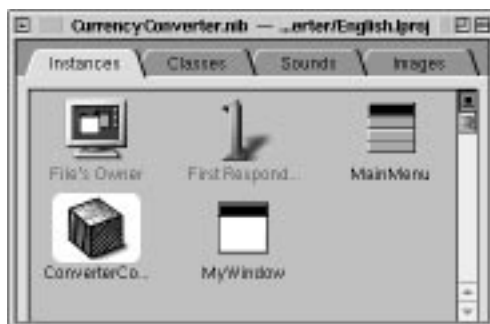 CurrencyConverter.nib — ...erter/English.lproj
Instances Classes Sounds Images
File's Owner First Respond... MainMenu
ConverterCo... MyWindow